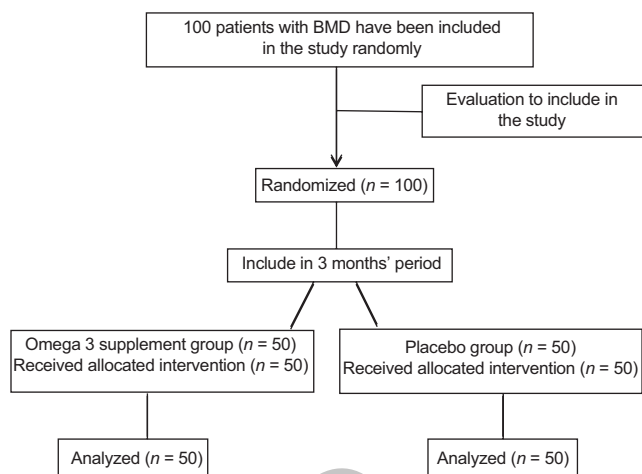 100 patients with BMD have been included
in the study randomly
Evaluation to include in
the study
Randomized (n = 100)
Include in 3 months' period
Omega 3 supplement group (n = 50)
Received allocated intervention (n = 50)
Placebo group (n = 50)
Received allocated intervention (n = 50)
Analyzed (n = 50)
Analyzed (n = 50)